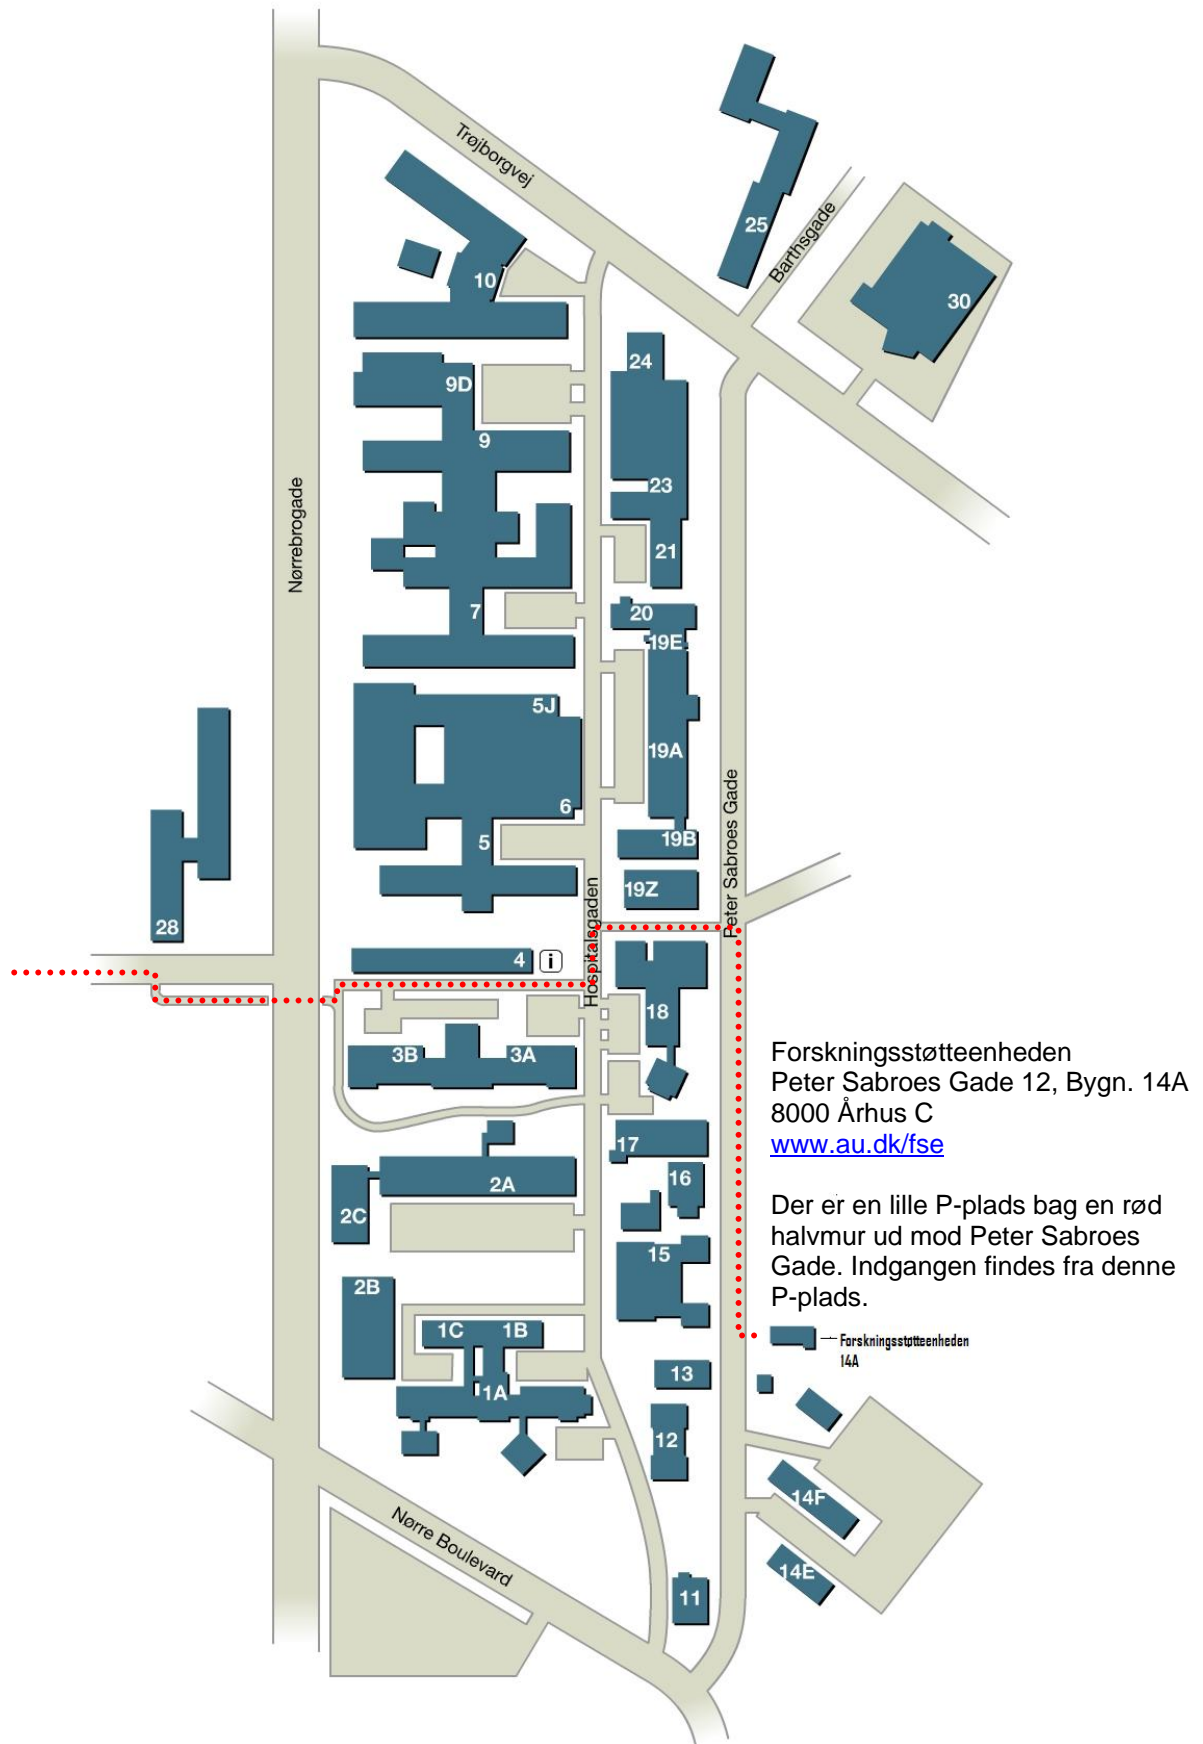 Trøjborgvej
25
Barthsgade
10
30
24
9D
9
23
Nørrebrogade
21
7
20
19E
5J
19A
Peter Sabroes Gade
6
5
19B
19Z
28
Hospitalsgaden
4
i
18
3B
3A
Forskningsstøtteenheden
Peter Sabroes Gade 12, Bygn. 14A
8000 Århus C
www.au.dk/fse
17
16
2A
2C
Der er en lille P-plads bag en rød
halvmur ud mod Peter Sabroes
Gade. Indgangen findes fra denne
P-plads.
15
2B
1C
1B
Forskningsstøtteenheden
14A
13
1A
12
14F
Nørre Boulevard
14E
11